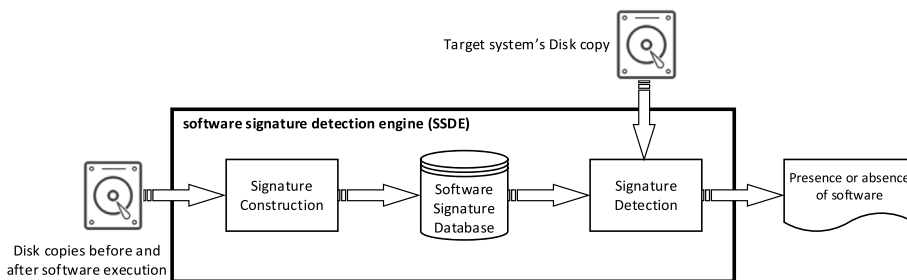 Target system's Disk copy
software signature detection engine (SSDE)
Signature
Construction
Software
Signature
Database
Signature
Detection
Presence or absence
of software
Disk copies before and
after software execution